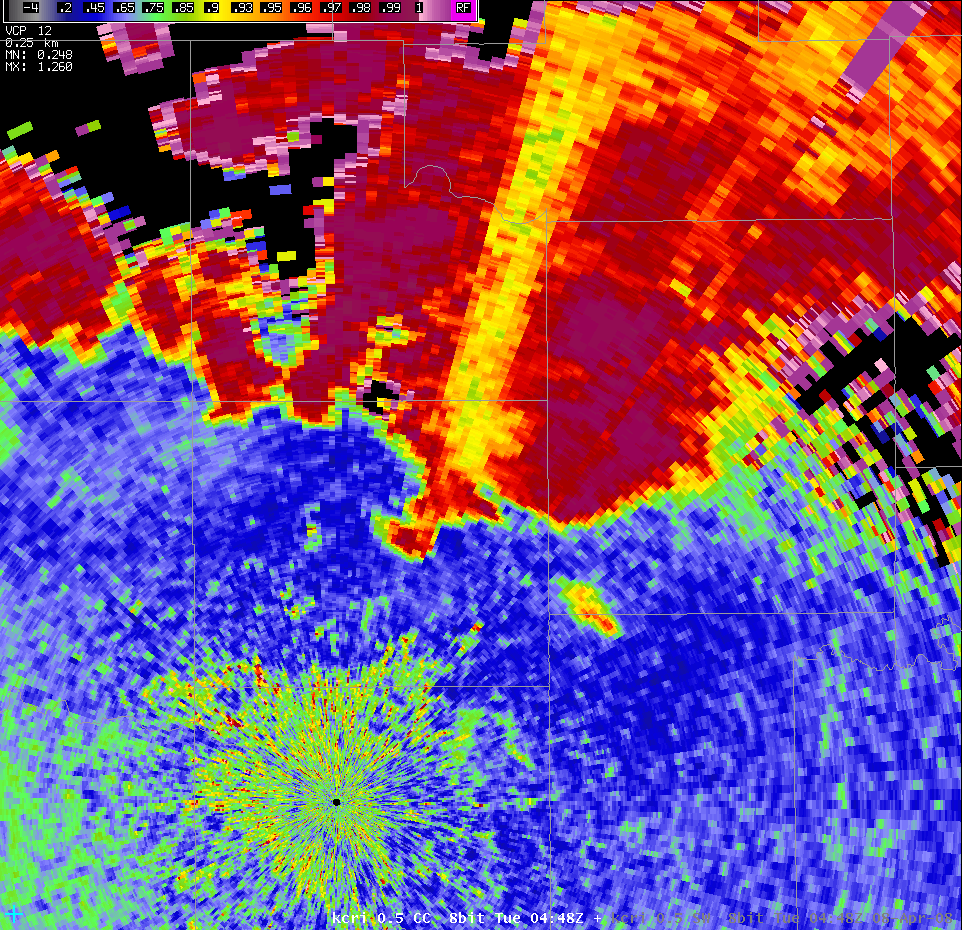 -4 .2 .45 .65 .75 .85 .9 .93 .95 .96 .97 .98 .99 1 RF
VCP 12
0.25 km
MN: 0.248
MX: 1.260
kcri 0.5 CC 8bit Tue 04:48Z +